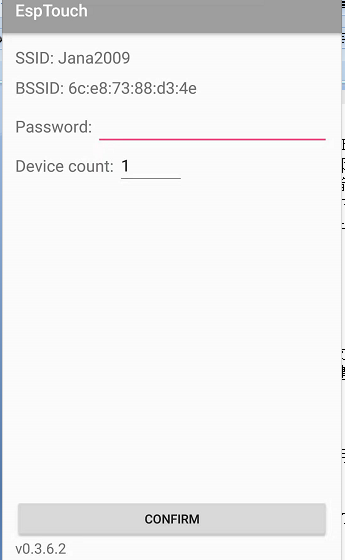 EspTouch
SSID: Jana2009
BSSID: 6c:e8:73:88:d3:4e
Password:
Device count: 1
CONFIRM
v0.3.6.2